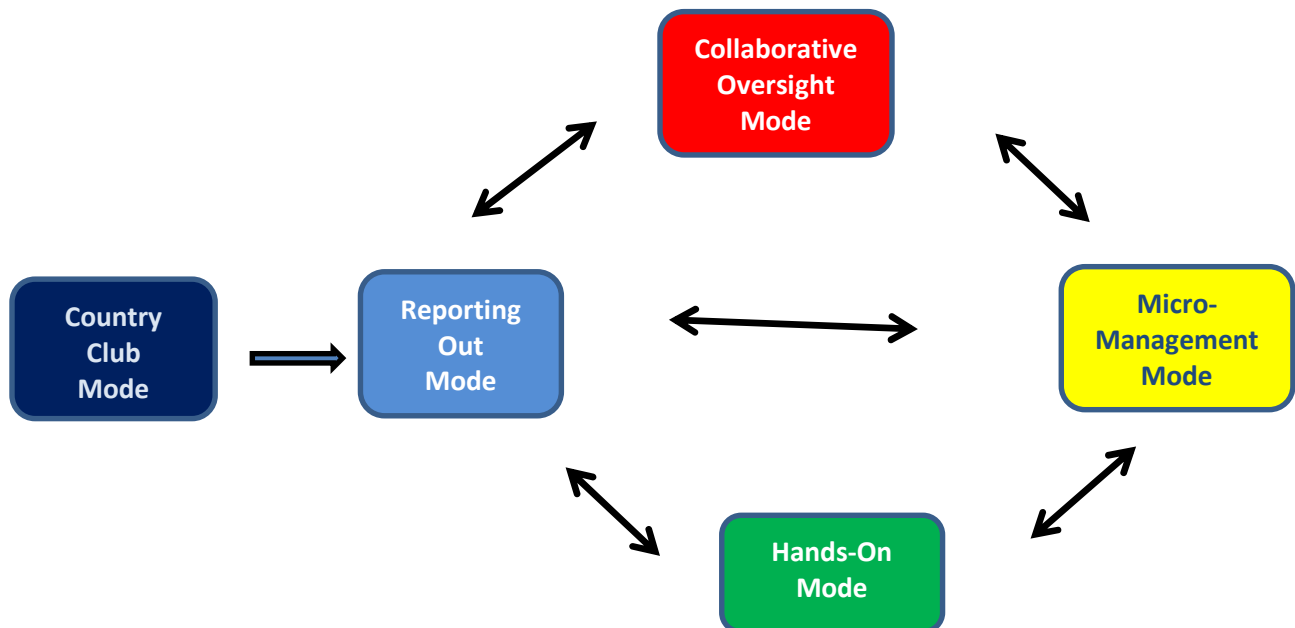 Collaborative
Oversight
Mode
Country
Club
Mode
Reporting
Out
Mode
Micro-
Management
Mode
Hands-On
Mode